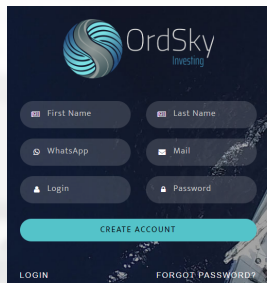 OrdSky
Investing
First Name
Last Name
WhatsApp
Mail
Login
Password
CREATE ACCOUNT
LOGIN
FORGOT PASSWORD?